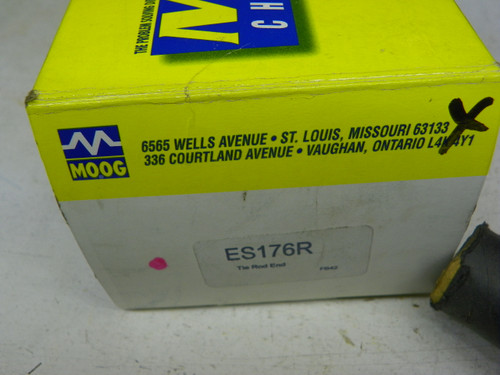 THE PROBLEM SOLVING
M
C H
MOOG
6565 WELLS AVENUE • ST. LOUIS, MISSOURI 63133
336 COURTLAND AVENUE • VAUGHAN, ONTARIO L4K 4Y1
ES176R
Tie Rod End